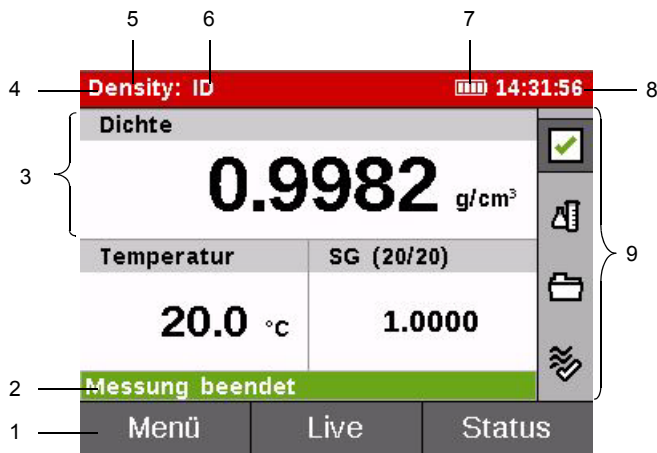 5 6 7
4 Density: ID 14:31:56 8
Dichte
3 0.9982 g/cm³
Temperatur SG (20/20)
9
20.0 °C 1.0000
2 Messung beendet
1 Menü Live Status